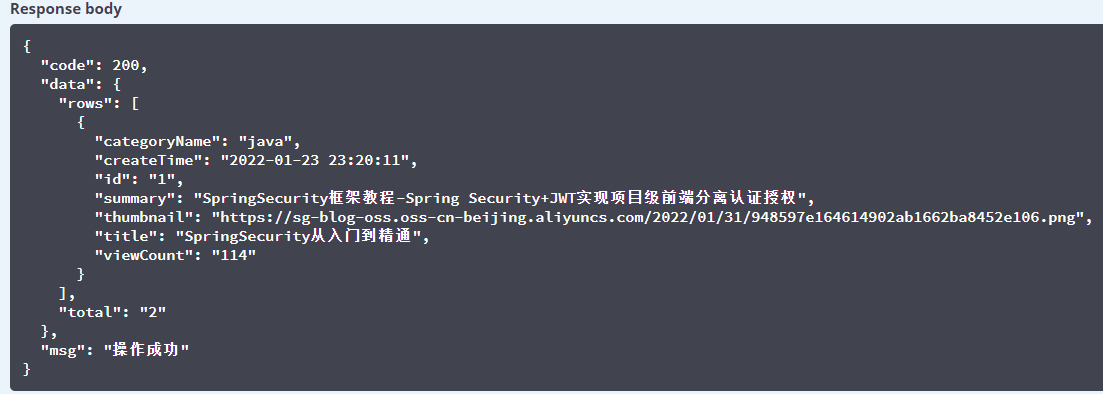 Response body
{
  "code": 200,
  "data": {
    "rows": [
      {
        "categoryName": "java",
        "createTime": "2022-01-23 23:20:11",
        "id": "1",
        "summary": "SpringSecurity框架教程-Spring Security+JWT实现项目级前端分离认证授权",
        "thumbnail": "https://sg-blog-oss.oss-cn-beijing.aliyuncs.com/2022/01/31/948597e164614902ab1662ba8452e106.png",
        "title": "SpringSecurity从入门到精通",
        "viewCount": "114"
      }
    ],
    "total": "2"
  },
  "msg": "操作成功"
}